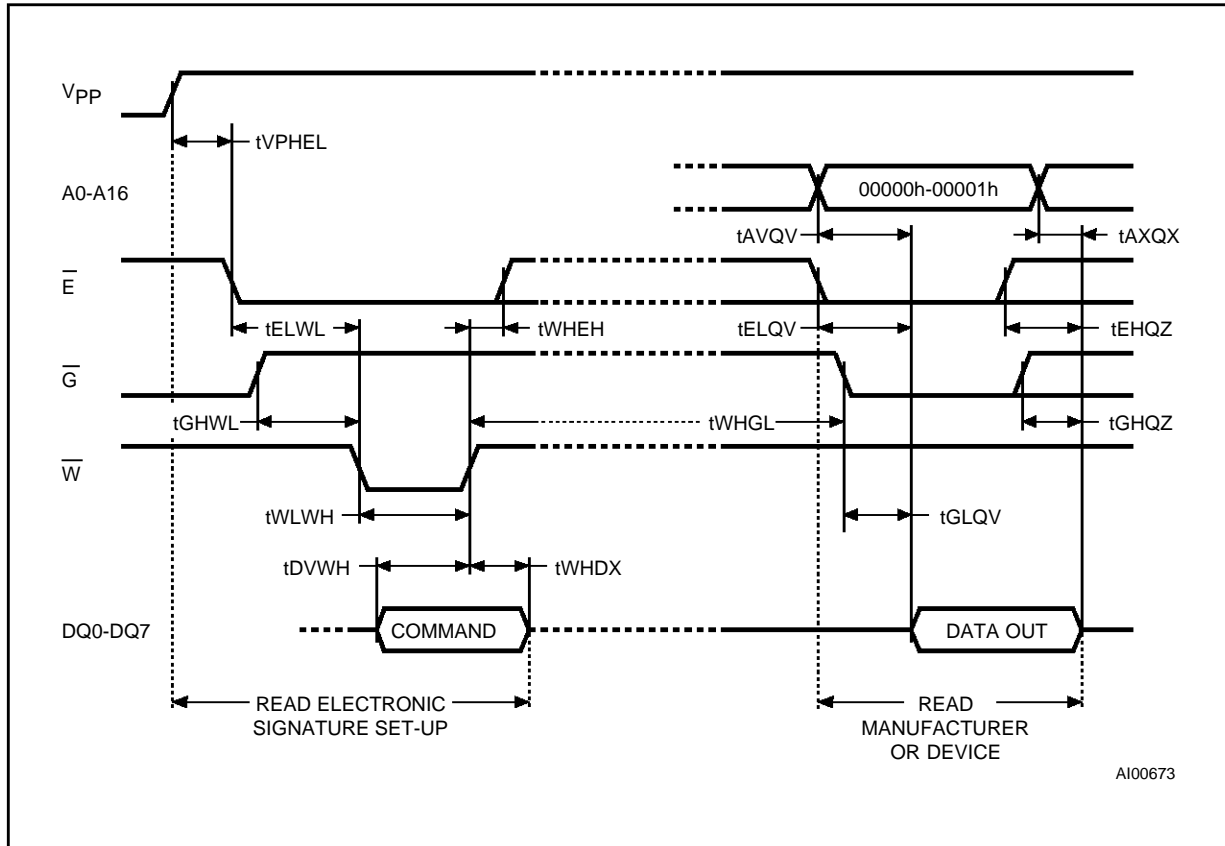 VPP
tVPHEL
A0-A16
00000h-00001h
tAVQV
tAXQX
E
tELWL
tWHEH
tELQV
tEHQZ
G
tGHWL
tWHGL
tGHQZ
W
tWLWH
tGLQV
tDVWH
tWHDX
DQ0-DQ7
COMMAND
DATA OUT
READ ELECTRONIC
SIGNATURE SET-UP
READ
MANUFACTURER
OR DEVICE
AI00673